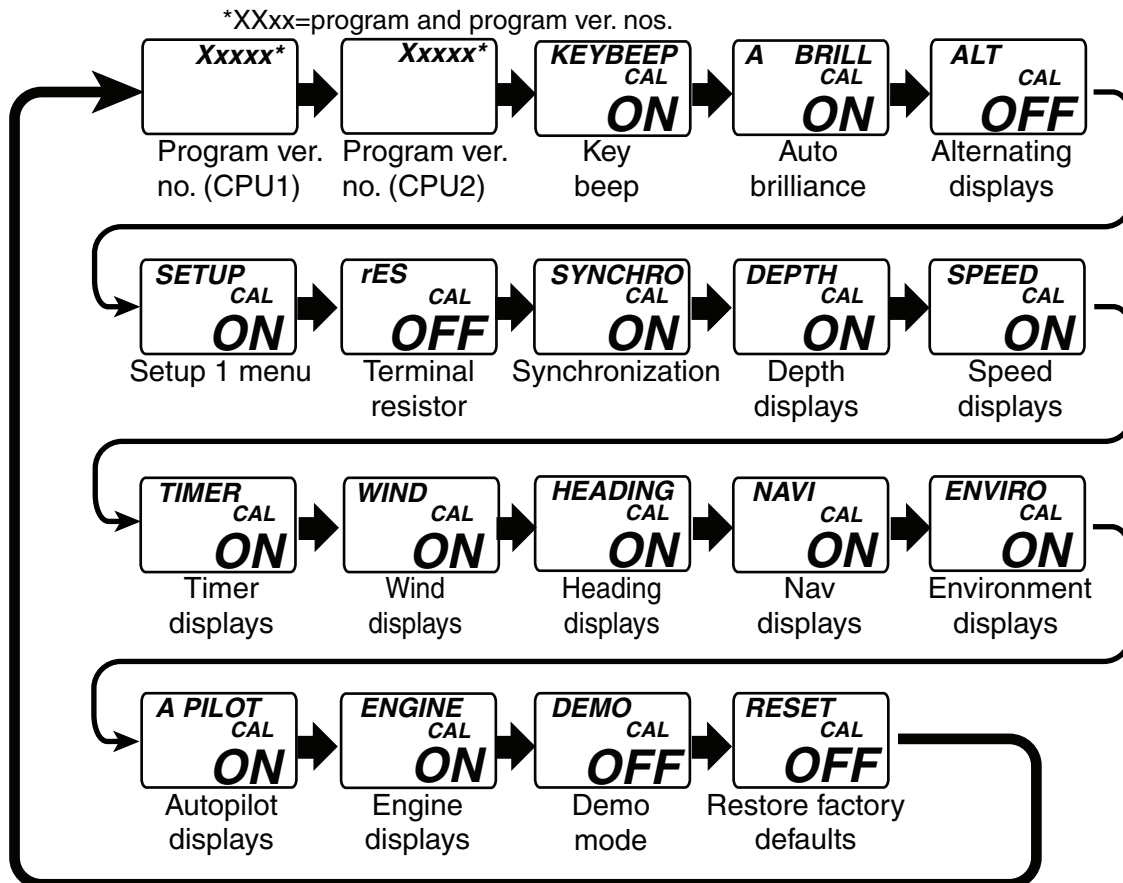 *XXxx=program and program ver. nos.
Xxxxx*
Program ver.
no. (CPU1)
Xxxxx*
Program ver.
no. (CPU2)
KEYBEEP
CAL
ON
Key
beep
A BRILL
CAL
ON
Auto
brilliance
ALT
CAL
OFF
Alternating
displays
SETUP
CAL
ON
Setup 1 menu
rES
CAL
OFF
Terminal
resistor
SYNCHRO
CAL
ON
Synchronization
DEPTH
CAL
ON
Depth
displays
SPEED
CAL
ON
Speed
displays
TIMER
CAL
ON
Timer
displays
WIND
CAL
ON
Wind
displays
HEADING
CAL
ON
Heading
displays
NAVI
CAL
ON
Nav
displays
ENVIRO
CAL
ON
Environment
displays
A PILOT
CAL
ON
Autopilot
displays
ENGINE
CAL
ON
Engine
displays
DEMO
CAL
OFF
Demo
mode
RESET
CAL
OFF
Restore factory
defaults